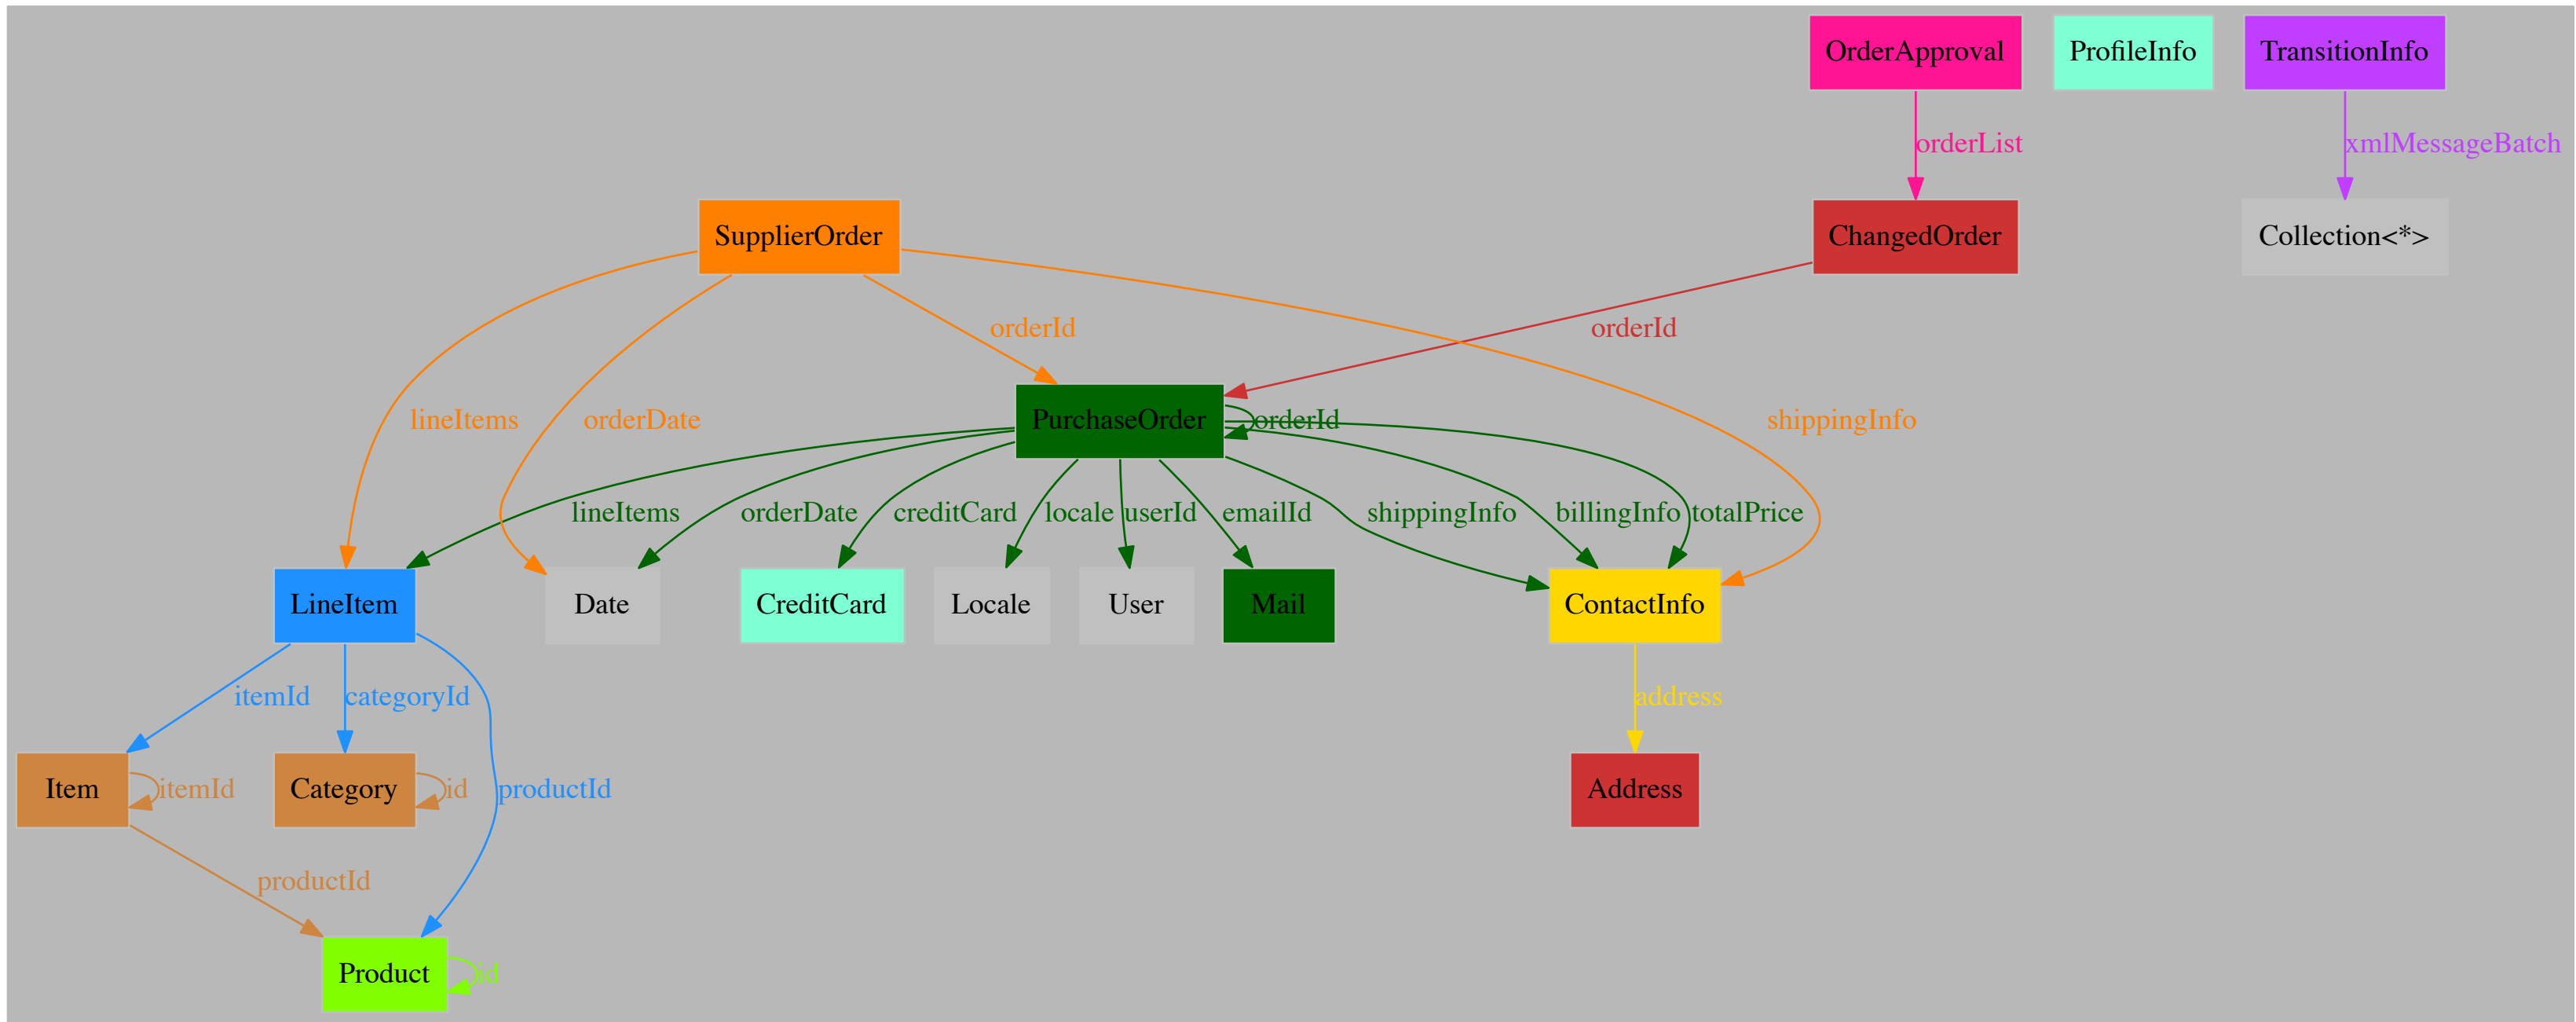 OrderApproval
ProfileInfo
TransitionInfo
orderList
xmlMessageBatch
SupplierOrder
ChangedOrder
Collection<*>
orderId
orderId
lineItems
orderDate
PurchaseOrder
orderId
shippingInfo
lineItems
orderDate
creditCard
locale
userId
emailId
shippingInfo
billingInfo
totalPrice
LineItem
Date
CreditCard
Locale
User
Mail
ContactInfo
itemId
categoryId
address
Item
itemId
Category
id
productId
Address
productId
Product
id